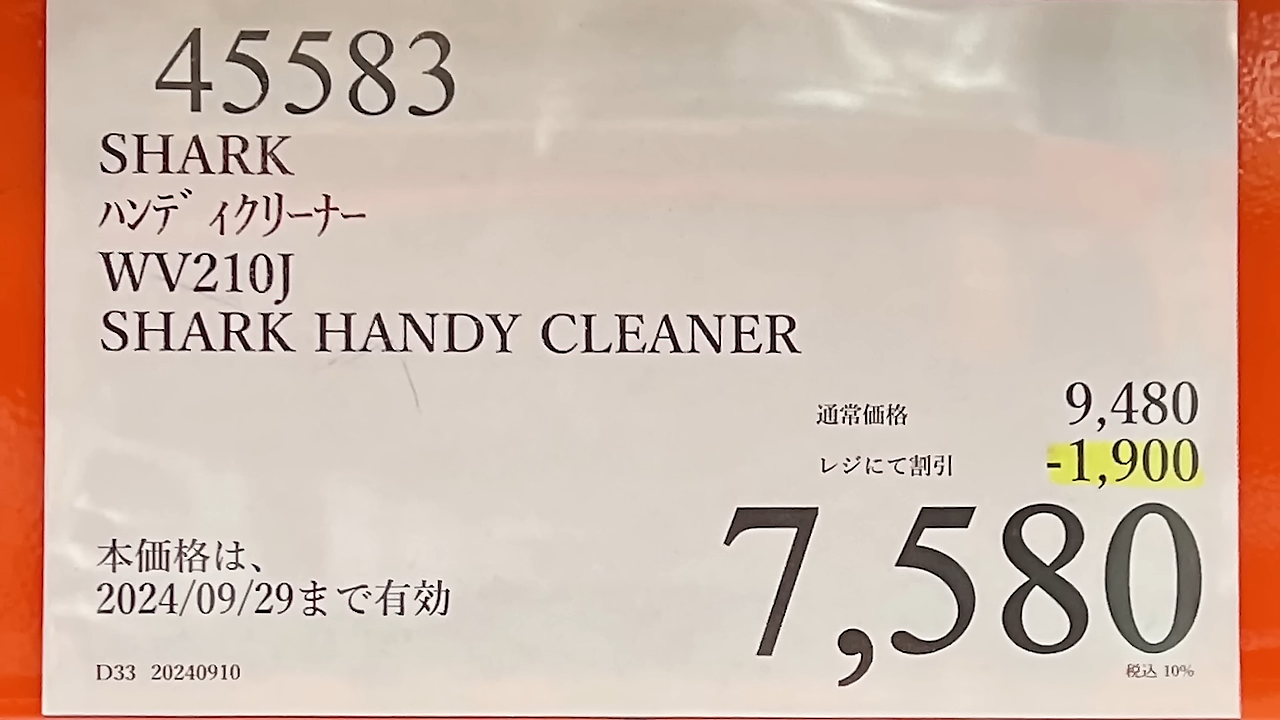 45583
SHARK
ハンディクリーナー
WV210J
SHARK HANDY CLEANER
通常価格 9,480
レジにて割引 -1,900
7,580
本価格は、
2024/09/29まで有効
D33 20240910
税込 10%